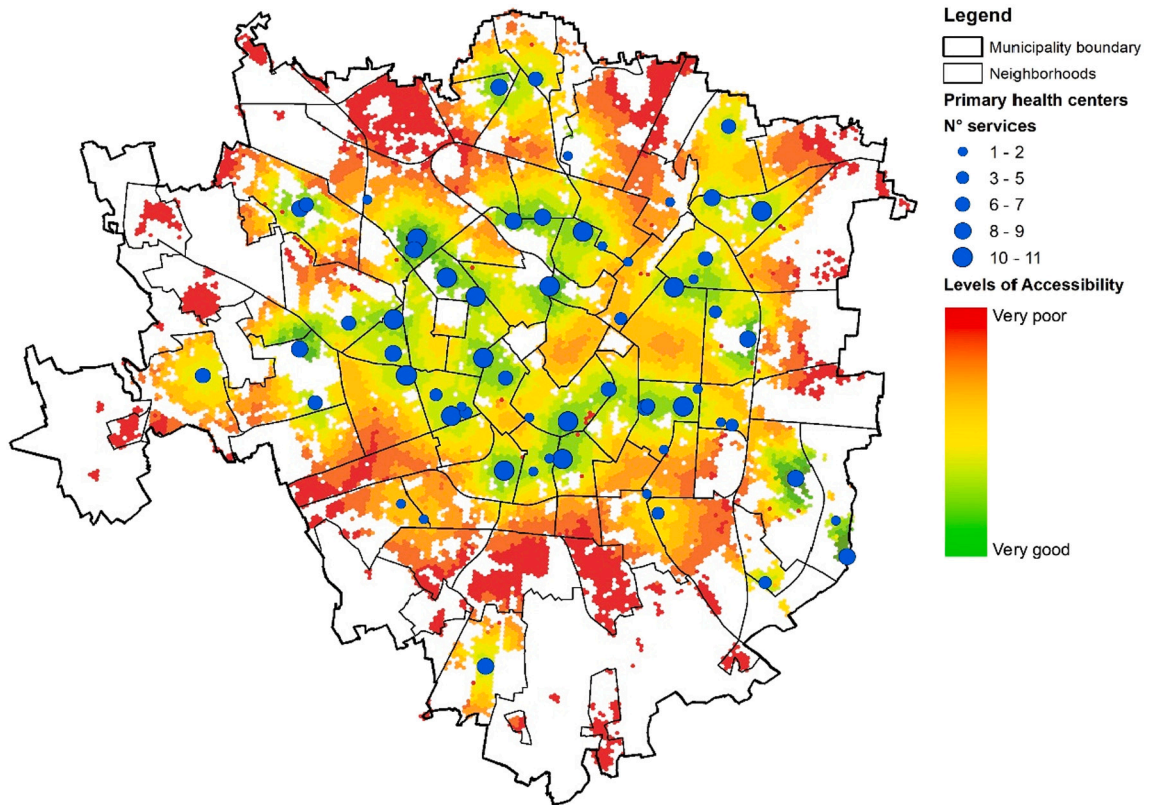 Legend
Municipality boundary
Neighborhoods
Primary health centers
N° services
1 - 2
3 - 5
6 - 7
8 - 9
10 - 11
Levels of Accessibility
Very poor
Very good